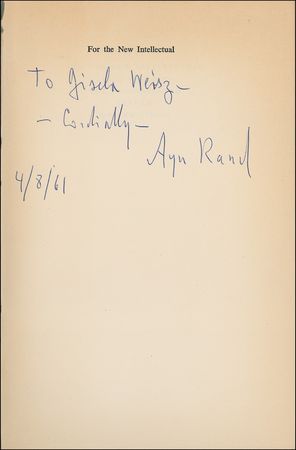 For the New Intellectual
To Gisela Weisz –
– Cordially –
Ayn Rand
4/8/61